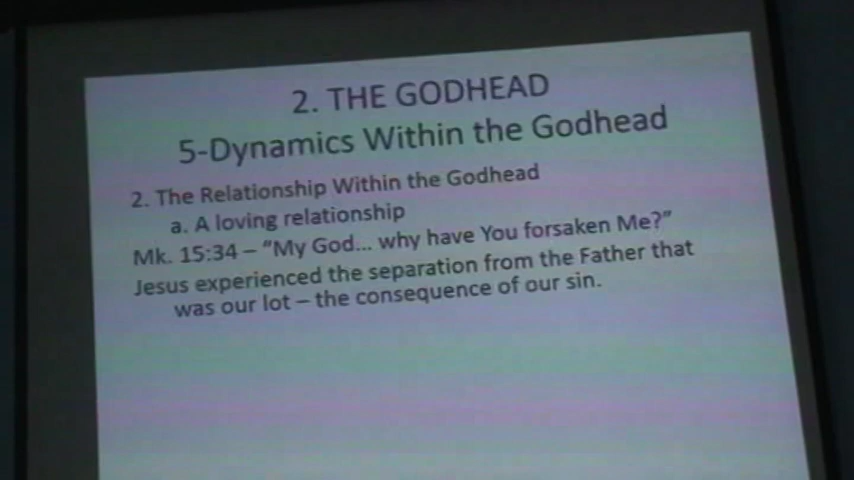 2. THE GODHEAD
5-Dynamics Within the Godhead
2. The Relationship Within the Godhead
a. A loving relationship
Mk. 15:34 – "My God... why have You forsaken Me?"
Jesus experienced the separation from the Father that
was our lot – the consequence of our sin.